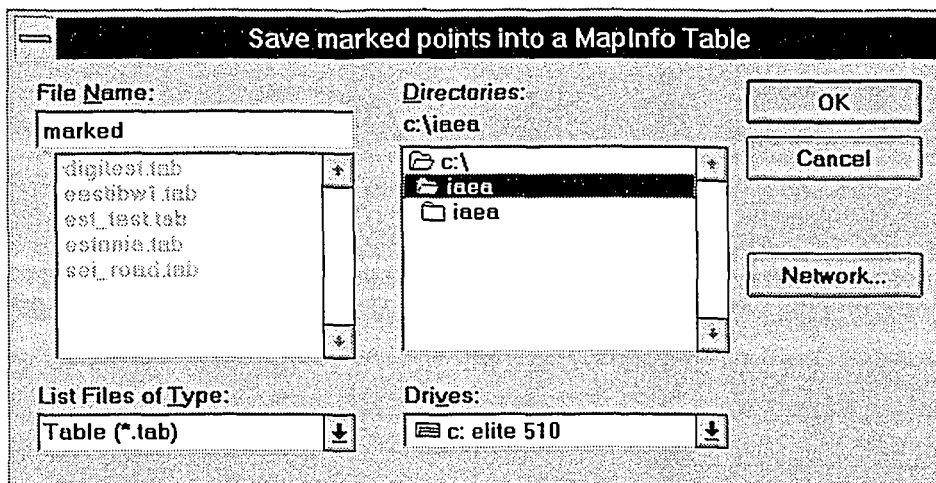 Save marked points into a MapInfo Table
File Name:
marked
digitest.tab
eestibw1.tab
est_test.tab
estonia.tab
sei_road.tab
List Files of Type:
Table (*.tab)
Directories:
c:\iaea
c:\
iaea
iaea
Drives:
c: elite 510
OK
Cancel
Network...